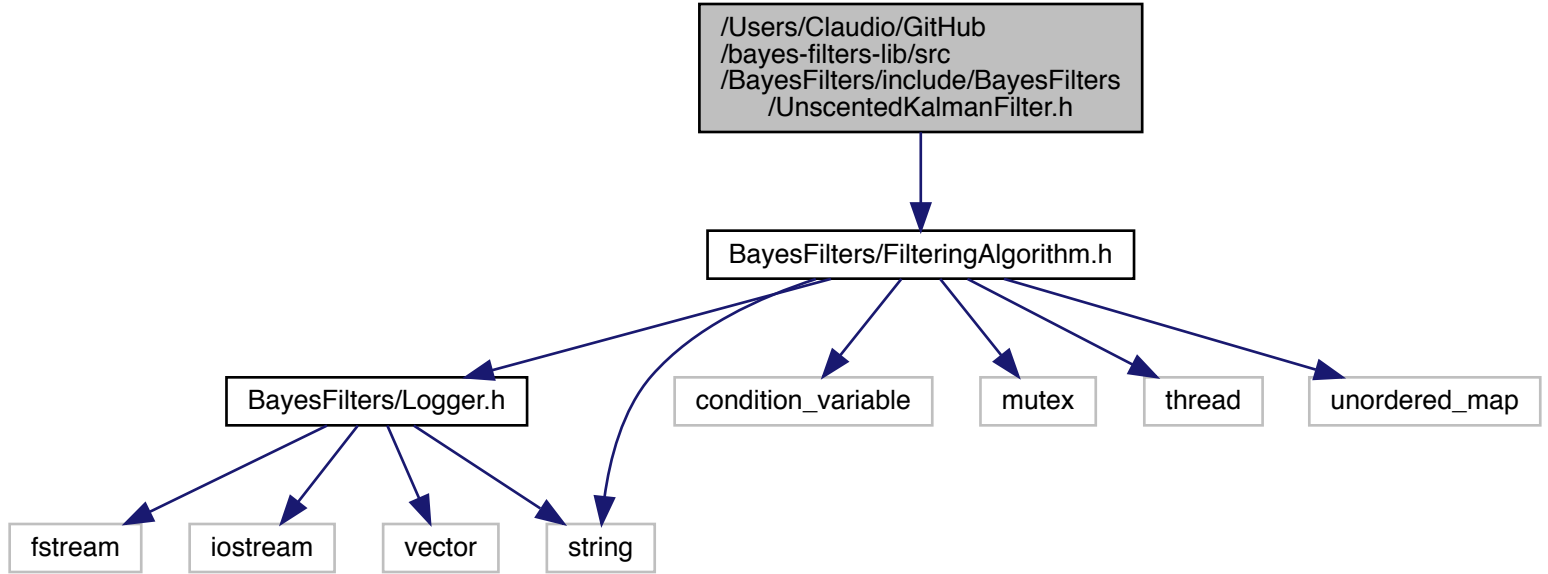 /Users/Claudio/GitHub
/bayes-filters-lib/src
/BayesFilters/include/BayesFilters
/UnscentedKalmanFilter.h
BayesFilters/FilteringAlgorithm.h
BayesFilters/Logger.h
condition_variable
mutex
thread
unordered_map
fstream
iostream
vector
string